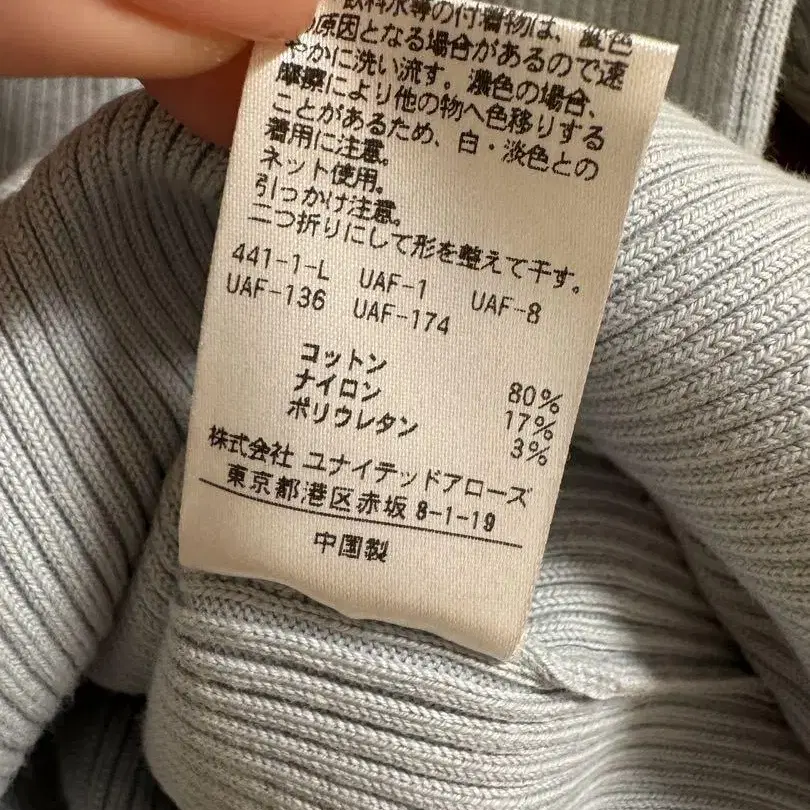 飲料水等の付着物は、変色
の原因となる場合があるので速
やかに洗い流す。濃色の場合、
摩擦により他の物へ色移りする
ことがあるため、白・淡色との
着用に注意。
ネット使用。
引っかけ注意。
二つ折りにして形を整えて干す。
441-1-L UAF-1 UAF-8
UAF-136 UAF-174
コットン 80%
ナイロン 17%
ポリウレタン 3%
株式会社 ユナイテッドアローズ
東京都港区赤坂 8-1-19
中国製